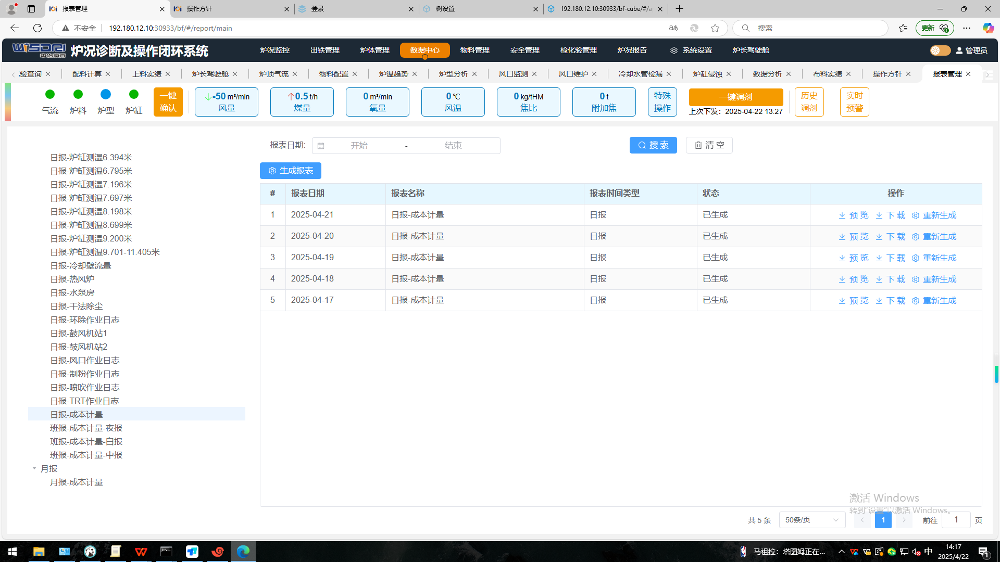 报表管理
操作方针
登录
树设置
192.180.12.10:30933/bf-cube/#/a
不安全
192.180.12.10:30933/bf/#/report/main
aあ
搜索
更新
WISDRI
中冶南方
炉况诊断及操作闭环系统
炉况监控 出铁管理 炉体管理 数据中心 物料管理 安全管理 检化验管理 炉况报告 系统设置 炉长驾驶舱
管理员
验查询 配料计算 上料实绩 炉长驾驶舱 炉顶气流 物料配置 炉温趋势 炉型分析 风口监测 风口维护 冷却水管检漏 炉缸侵蚀 数据分析 布料实绩 操作方针 报表管理
气流 炉料 炉型 炉缸
一键
确认
-50 m³/min
风量
0.5 t/h
煤量
0 m³/min
氧量
0 ℃
风温
0 kg/tHM
焦比
0 t
附加焦
特殊
操作
一键调剂
上次下发：2025-04-22 13:27
历史
调剂
实时
预警
日报-炉缸测温6.394米
日报-炉缸测温6.795米
日报-炉缸测温7.196米
日报-炉缸测温7.697米
日报-炉缸测温8.198米
日报-炉缸测温8.699米
日报-炉缸测温9.200米
日报-炉缸测温9.701-11.405米
日报-冷却壁流量
日报-热风炉
日报-水泵房
日报-干法除尘
日报-环除作业日志
日报-鼓风机站1
日报-鼓风机站2
日报-风口作业日志
日报-制粉作业日志
日报-喷吹作业日志
日报-TRT作业日志
日报-成本计量
班报-成本计量-夜报
班报-成本计量-白报
班报-成本计量-中报
月报
月报-成本计量
报表日期: 开始 - 结束
搜 索
清 空
生成报表
# 报表日期 报表名称 报表时间类型 状态 操作
1 2025-04-21 日报-成本计量 日报 已生成 预 览 下 载 重新生成
2 2025-04-20 日报-成本计量 日报 已生成 预 览 下 载 重新生成
3 2025-04-19 日报-成本计量 日报 已生成 预 览 下 载 重新生成
4 2025-04-18 日报-成本计量 日报 已生成 预 览 下 载 重新生成
5 2025-04-17 日报-成本计量 日报 已生成 预 览 下 载 重新生成
激活 Windows
转到“设置”以激活 Windows。
共 5 条 50条/页 1 前往 1 页
马祖拉：塔图姆正在...
中
14:17
2025/4/22
1